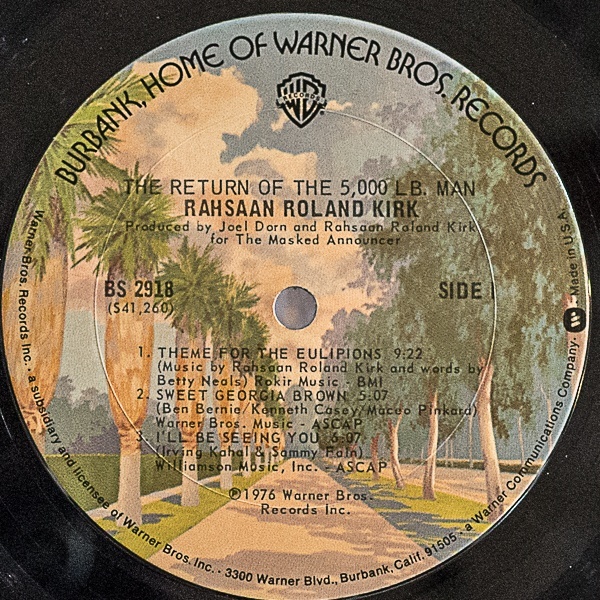 BURBANK, HOME OF WARNER BROS. RECORDS
WB
RECORDS
THE RETURN OF THE 5,000 LB. MAN
RAHSAAN ROLAND KIRK
Produced by Joel Dorn and Rahsaan Roland Kirk
for The Masked Announcer
BS 2918
SIDE I
(S41,260)
1. THEME FOR THE EULIPIONS 9:22
(Music by Rahsaan Roland Kirk and words by
Betty Neals) Rokir Music - BMI
2. SWEET GEORGIA BROWN 5:07
(Ben Bernie/Kenneth Casey/Maceo Pinkard)
Warner Bros. Music - ASCAP
3. I'LL BE SEEING YOU 6:07
(Irving Kahal & Sammy Fain)
Williamson Music, Inc. - ASCAP
℗1976 Warner Bros.
Records Inc.
Warner Bros. Records Inc. · a subsidiary and licensee of Warner Bros. Inc. · 3300 Warner Blvd., Burbank, Calif. 91505 · a Warner Communications Company · Made in U.S.A.